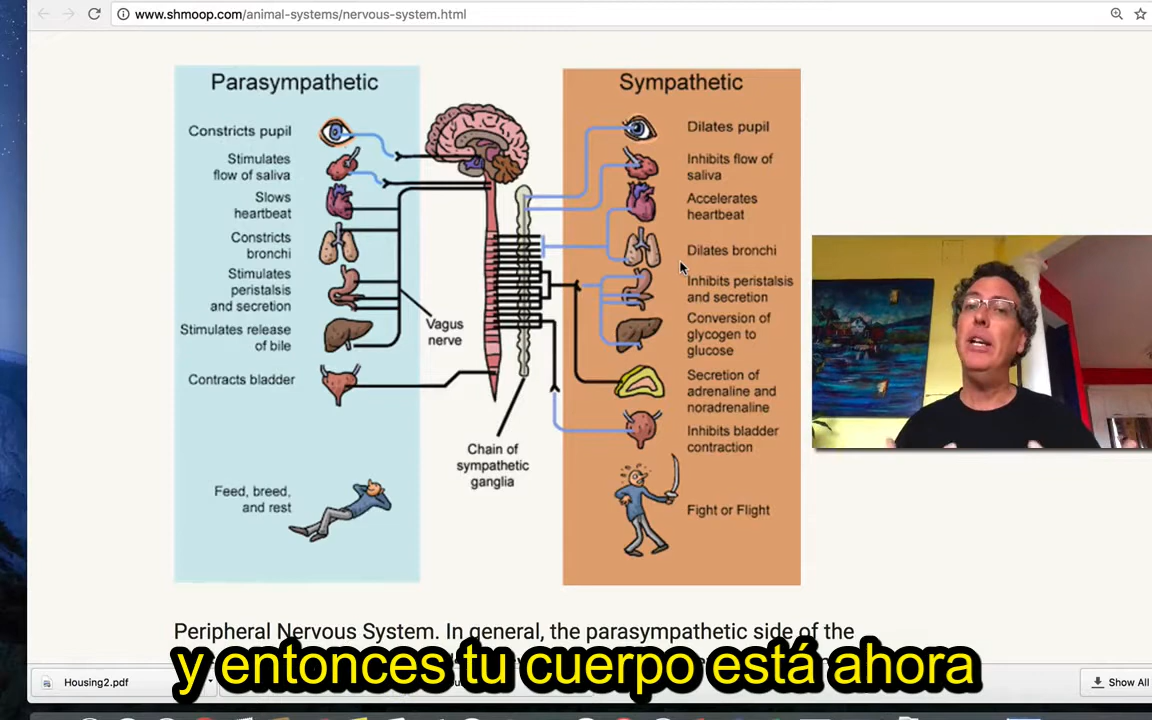 www.shmoop.com/animal-systems/nervous-system.html
Parasympathetic
Constricts pupil
Stimulates
flow of saliva
Slows
heartbeat
Constricts
bronchi
Stimulates
peristalsis
and secretion
Stimulates release
of bile
Contracts bladder
Feed, breed,
and rest
Vagus
nerve
Chain of
sympathetic
ganglia
Sympathetic
Dilates pupil
Inhibits flow of
saliva
Accelerates
heartbeat
Dilates bronchi
Inhibits peristalsis
and secretion
Conversion of
glycogen to
glucose
Secretion of
adrenaline and
noradrenaline
Inhibits bladder
contraction
Fight or Flight
Peripheral Nervous System. In general, the parasympathetic side of the
y entonces tu cuerpo está ahora
Housing2.pdf
Show All